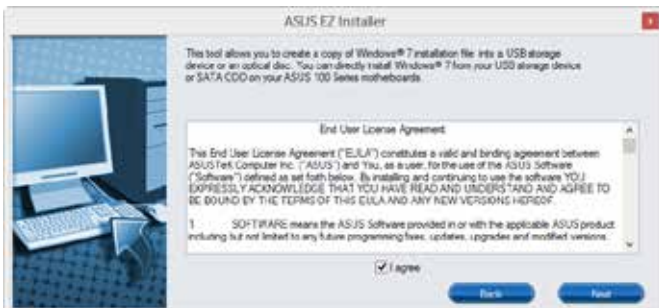 ASUS EZ Installer
This tool allows you to create a copy of Windows® 7 installation file into a USB storage
device or an optical disc. You can directly install Windows® 7 from your USB storage device
or SATA ODD on your ASUS 100 Series motherboards.
End User License Agreement
This End User License Agreement ("EULA") constitutes a valid and binding agreement between
ASUSTeK Computer Inc. ("ASUS") and You, as a user, for the use of the ASUS Software
("Software") defined as set forth below. By installing and continuing to use the software YOU
EXPRESSLY ACKNOWLEDGE THAT YOU HAVE READ AND UNDERSTAND AND AGREE TO
BE BOUND BY THE TERMS OF THIS EULA AND ANY NEW VERSIONS HEREOF.
1 SOFTWARE means the ASUS Software provided in or with the applicable ASUS product
including but not limited to any future programming fixes, updates, upgrades and modified versions.
I agree
Back
Next